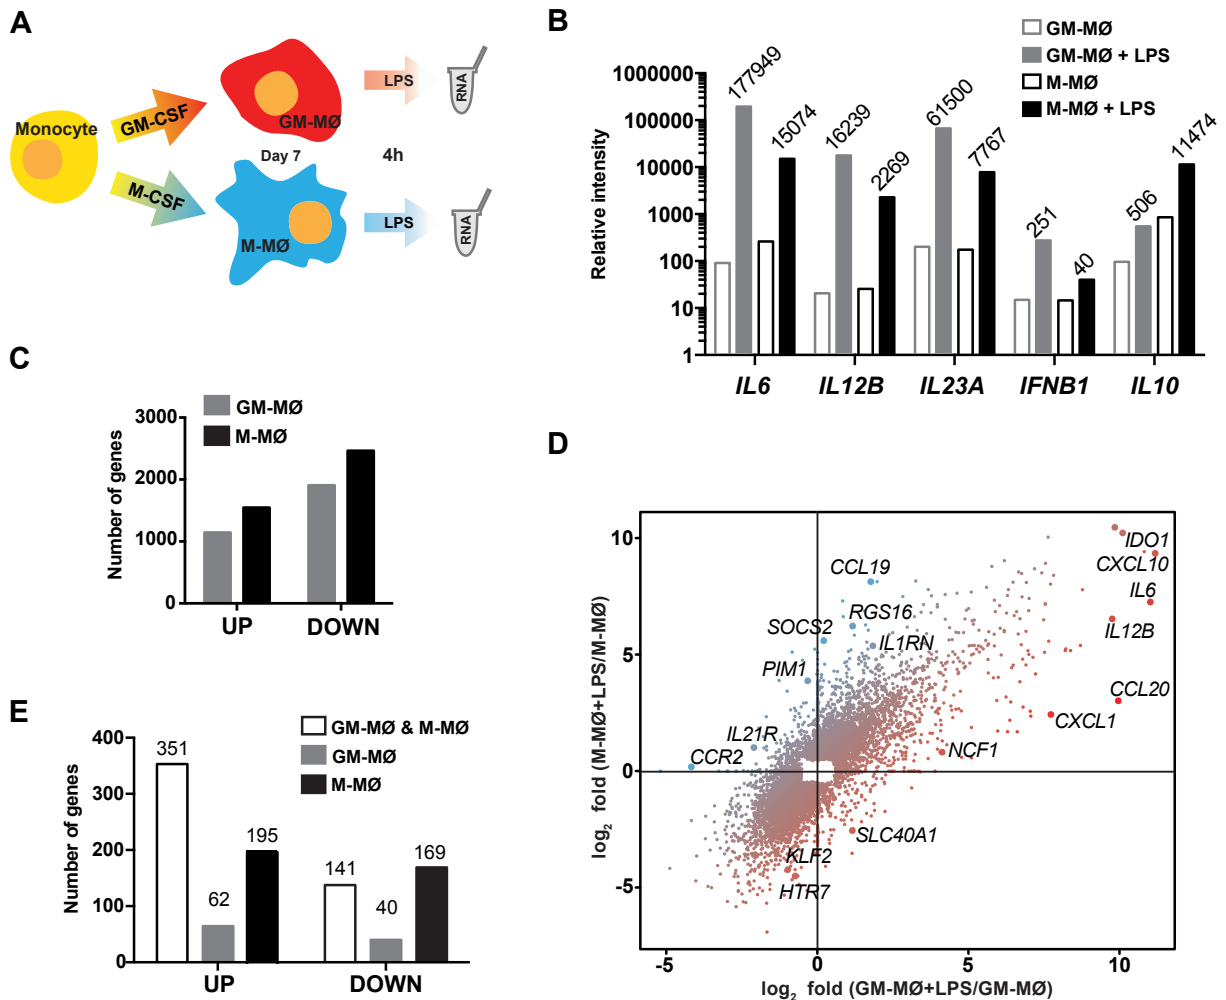 A
Monocyte
GM-CSF
M-CSF
GM-MØ
Day 7
M-MØ
LPS
4h
LPS
RNA
RNA
B
GM-MØ
GM-MØ + LPS
M-MØ
M-MØ + LPS
Relative intensity
1000000
100000
10000
1000
100
10
1
177949
15074
16239
2269
61500
7767
251
40
506
11474
IL6
IL12B
IL23A
IFNB1
IL10
C
GM-MØ
M-MØ
Number of genes
3000
2000
1000
0
UP
DOWN
D
log2 fold (M-MØ+LPS/M-MØ)
10
5
0
-5
IDO1
CXCL10
IL6
IL12B
CCL20
CXCL1
NCF1
CCL19
RGS16
SOCS2
IL1RN
PIM1
IL21R
CCR2
SLC40A1
KLF2
HTR7
-5
0
5
10
log2 fold (GM-MØ+LPS/GM-MØ)
E
GM-MØ & M-MØ
GM-MØ
M-MØ
Number of genes
400
300
200
100
0
351
62
195
141
40
169
UP
DOWN